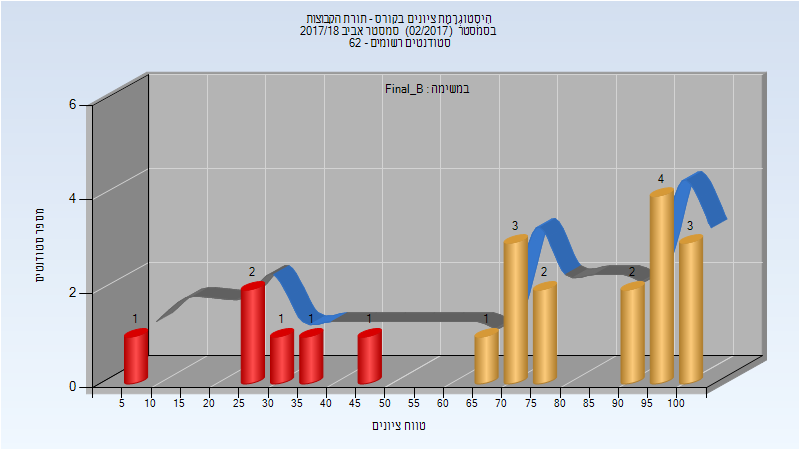 היסטוגרמת ציונים בקורס - תורת הקבוצות
בסמסטר (02/2017) סמסטר אביב 2017/18
סטודנטים רשומים - 62
במשימה : Final_B
מספר סטודנטים
6
4
2
0
1
2
1
1
1
1
3
2
2
4
3
5 10 15 20 25 30 35 40 45 50 55 60 65 70 75 80 85 90 95 100
טווח ציונים